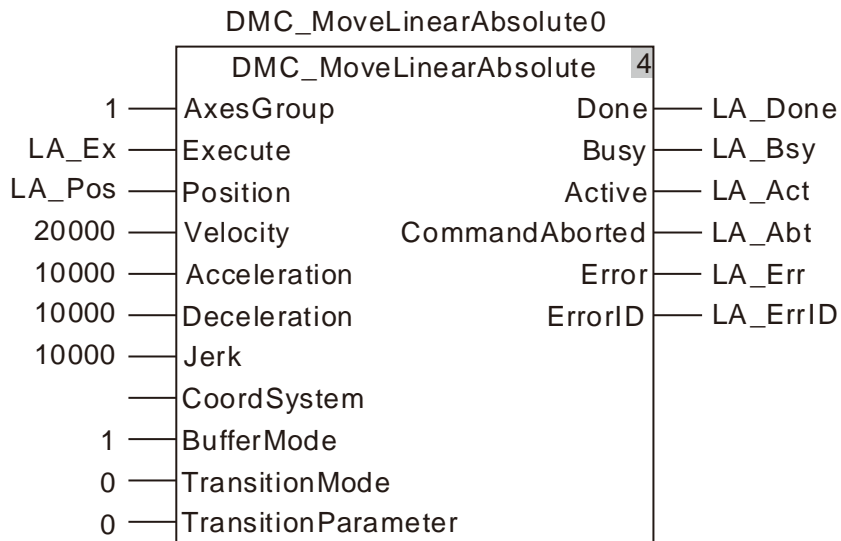 DMC_MoveLinearAbsolute0
DMC_MoveLinearAbsolute 4
1 AxesGroup Done LA_Done
LA_Ex Execute Busy LA_Bsy
LA_Pos Position Active LA_Act
20000 Velocity CommandAborted LA_Abt
10000 Acceleration Error LA_Err
10000 Deceleration ErrorID LA_ErrID
10000 Jerk
CoordSystem
1 BufferMode
0 TransitionMode
0 TransitionParameter